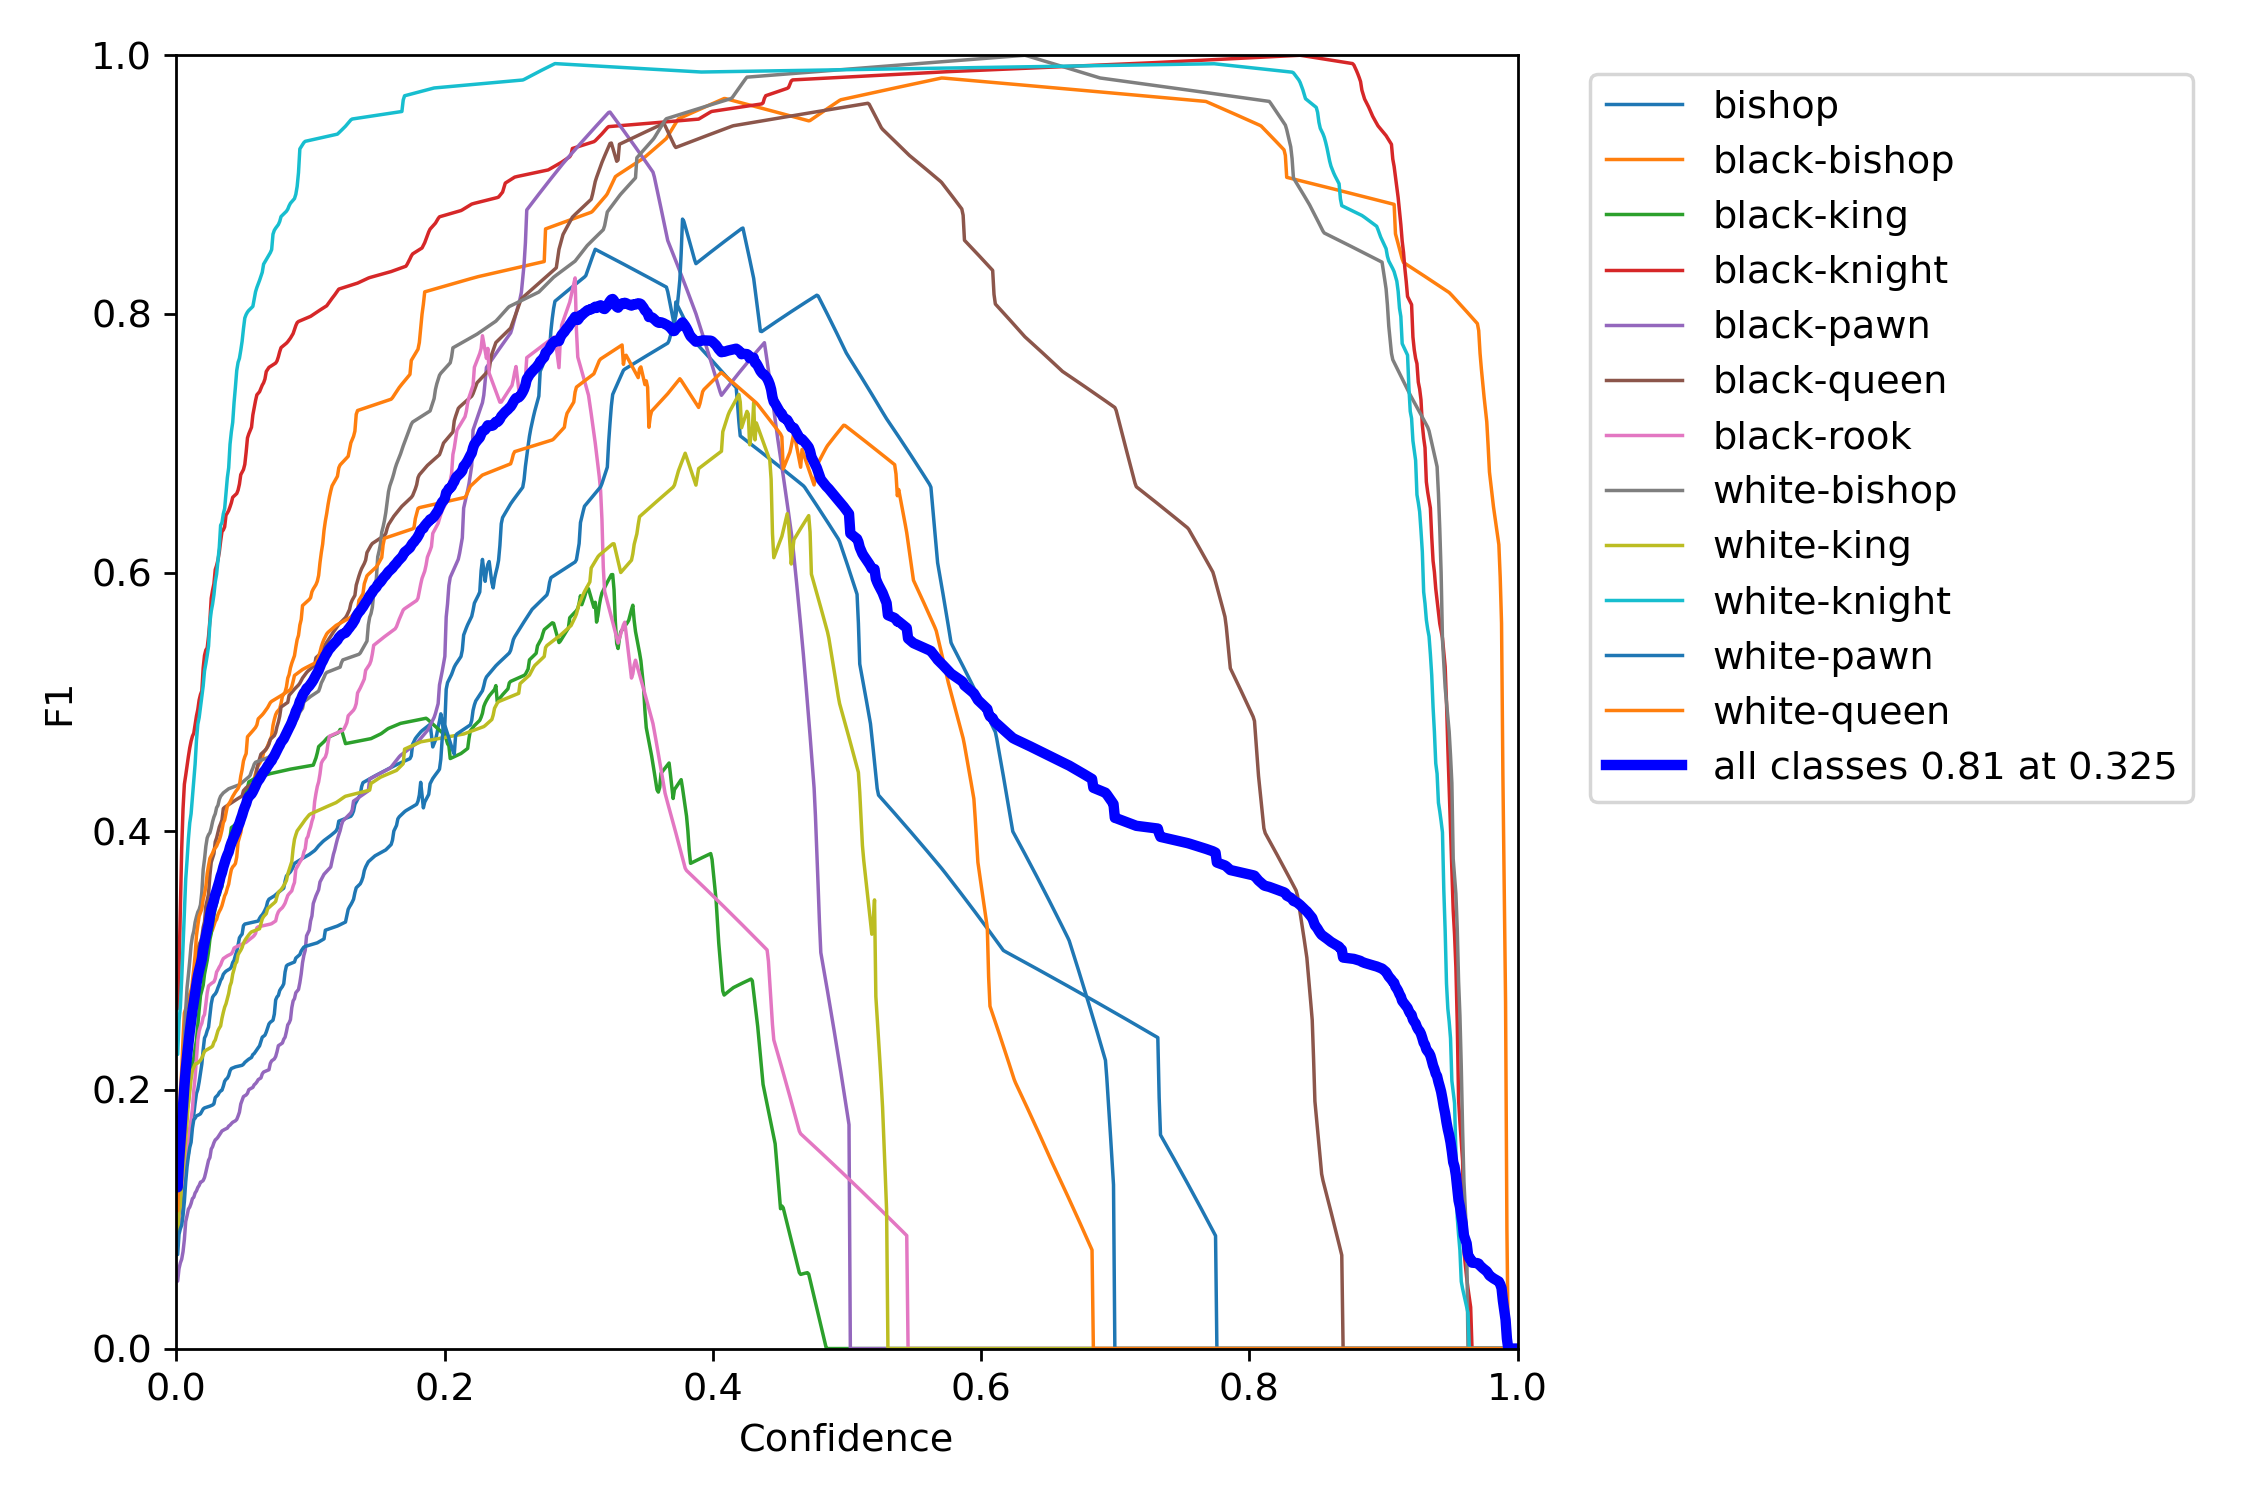 1.0
0.8
0.6
0.4
0.2
0.0
F1
0.0 0.2 0.4 0.6 0.8 1.0
Confidence
bishop
black-bishop
black-king
black-knight
black-pawn
black-queen
black-rook
white-bishop
white-king
white-knight
white-pawn
white-queen
all classes 0.81 at 0.325